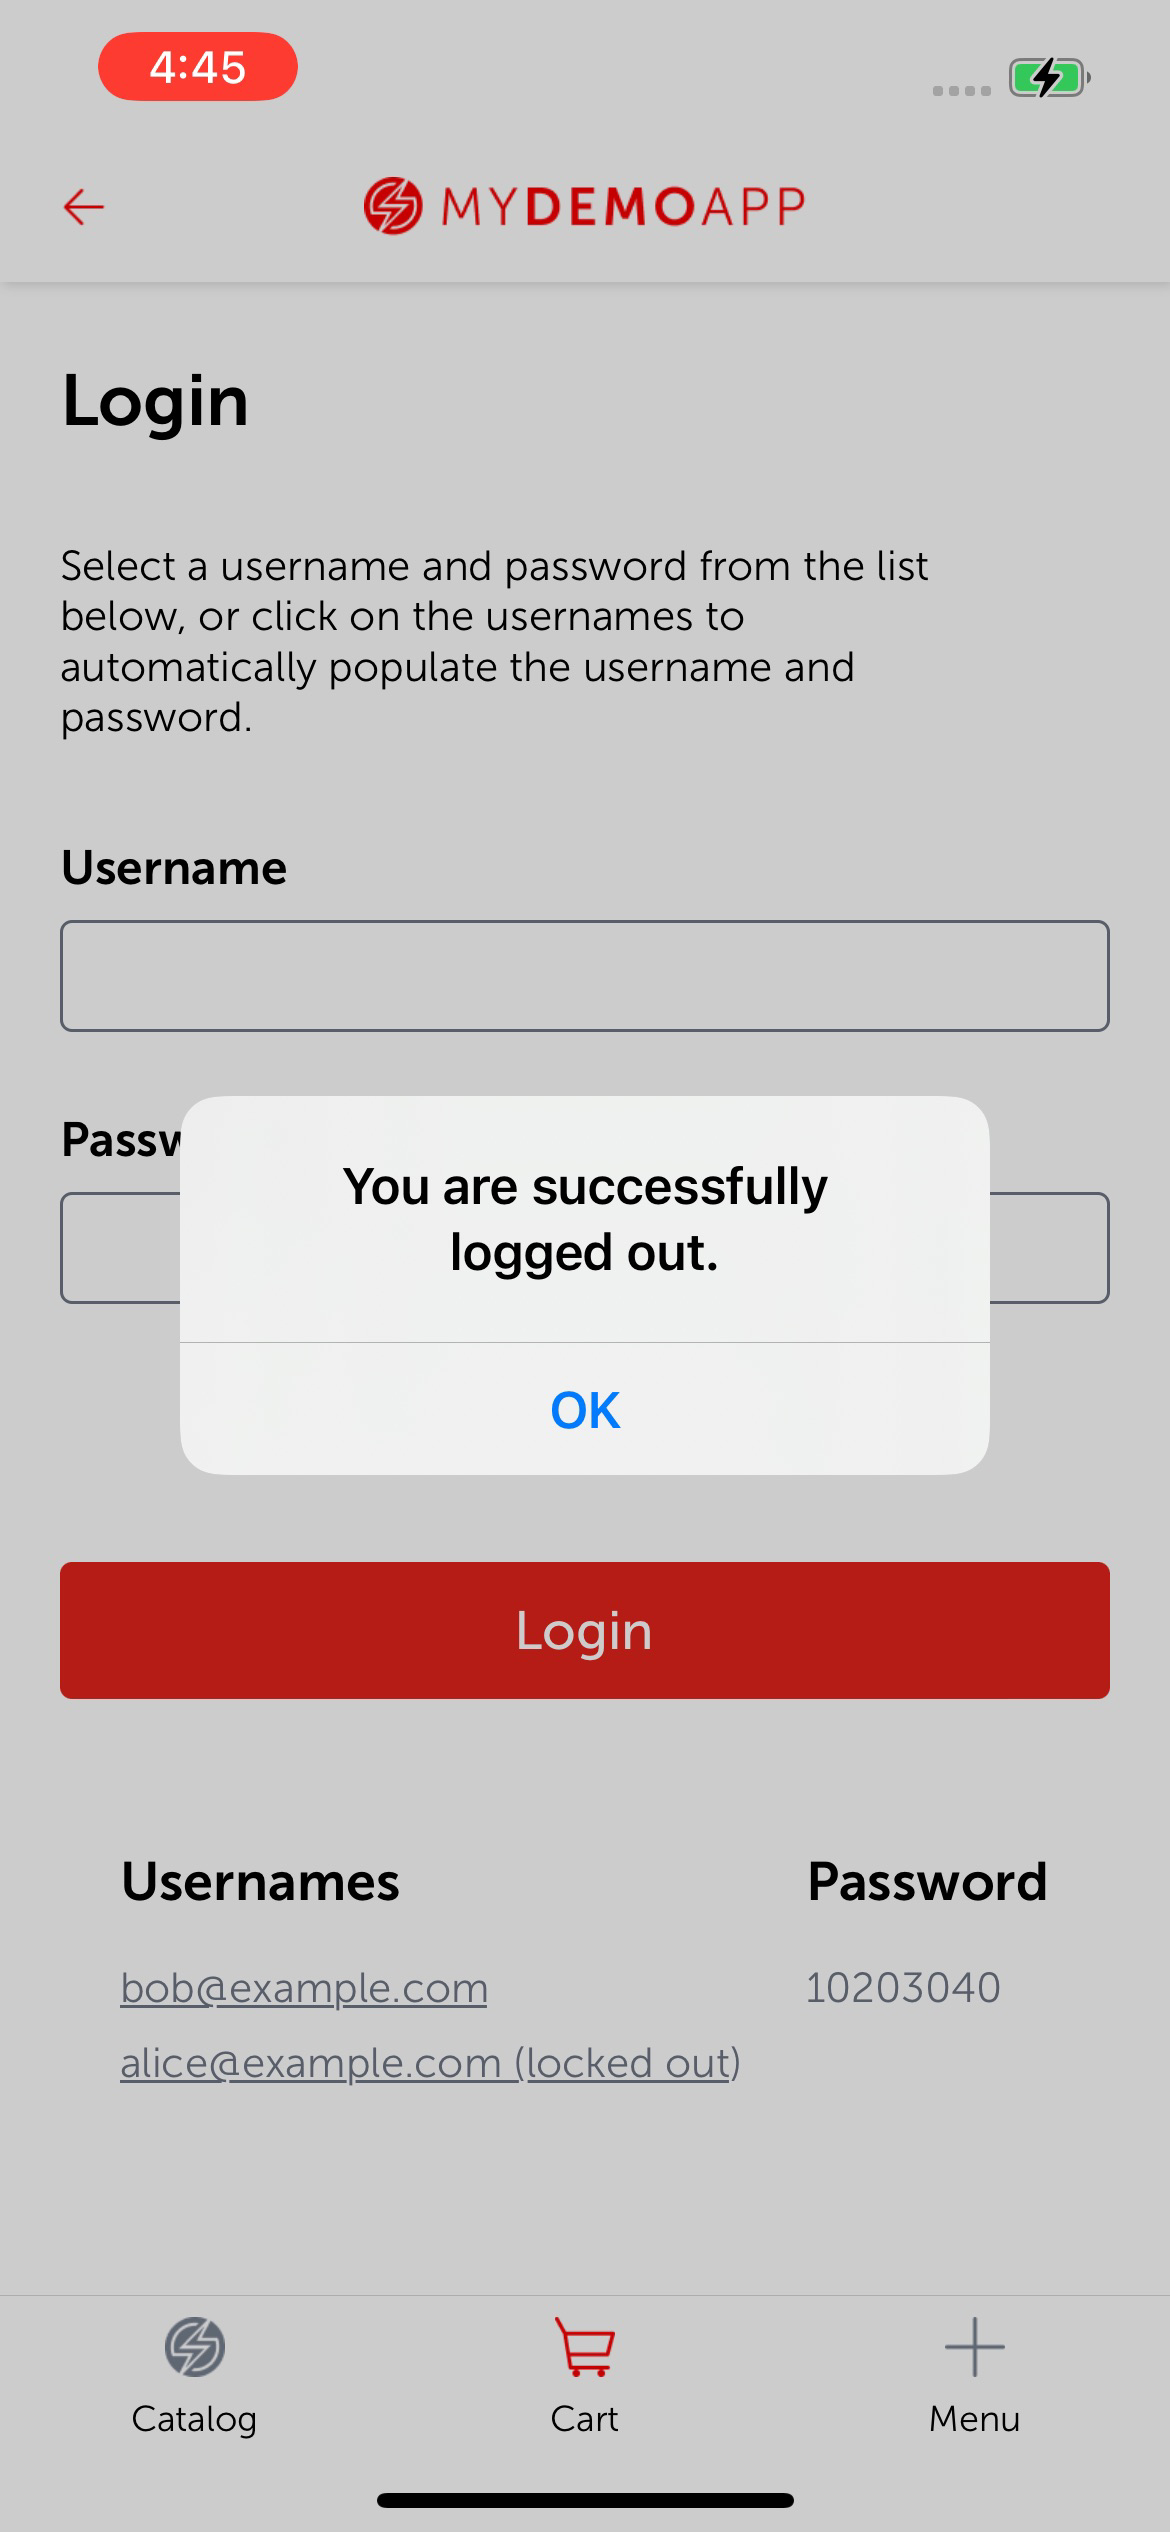 4:45
MYDEMOAPP
Login
Select a username and password from the list
below, or click on the usernames to
automatically populate the username and
password.
Username
You are successfully
logged out.
OK
Login
Usernames Password
bob@example.com 10203040
alice@example.com (locked out)
Catalog Cart Menu